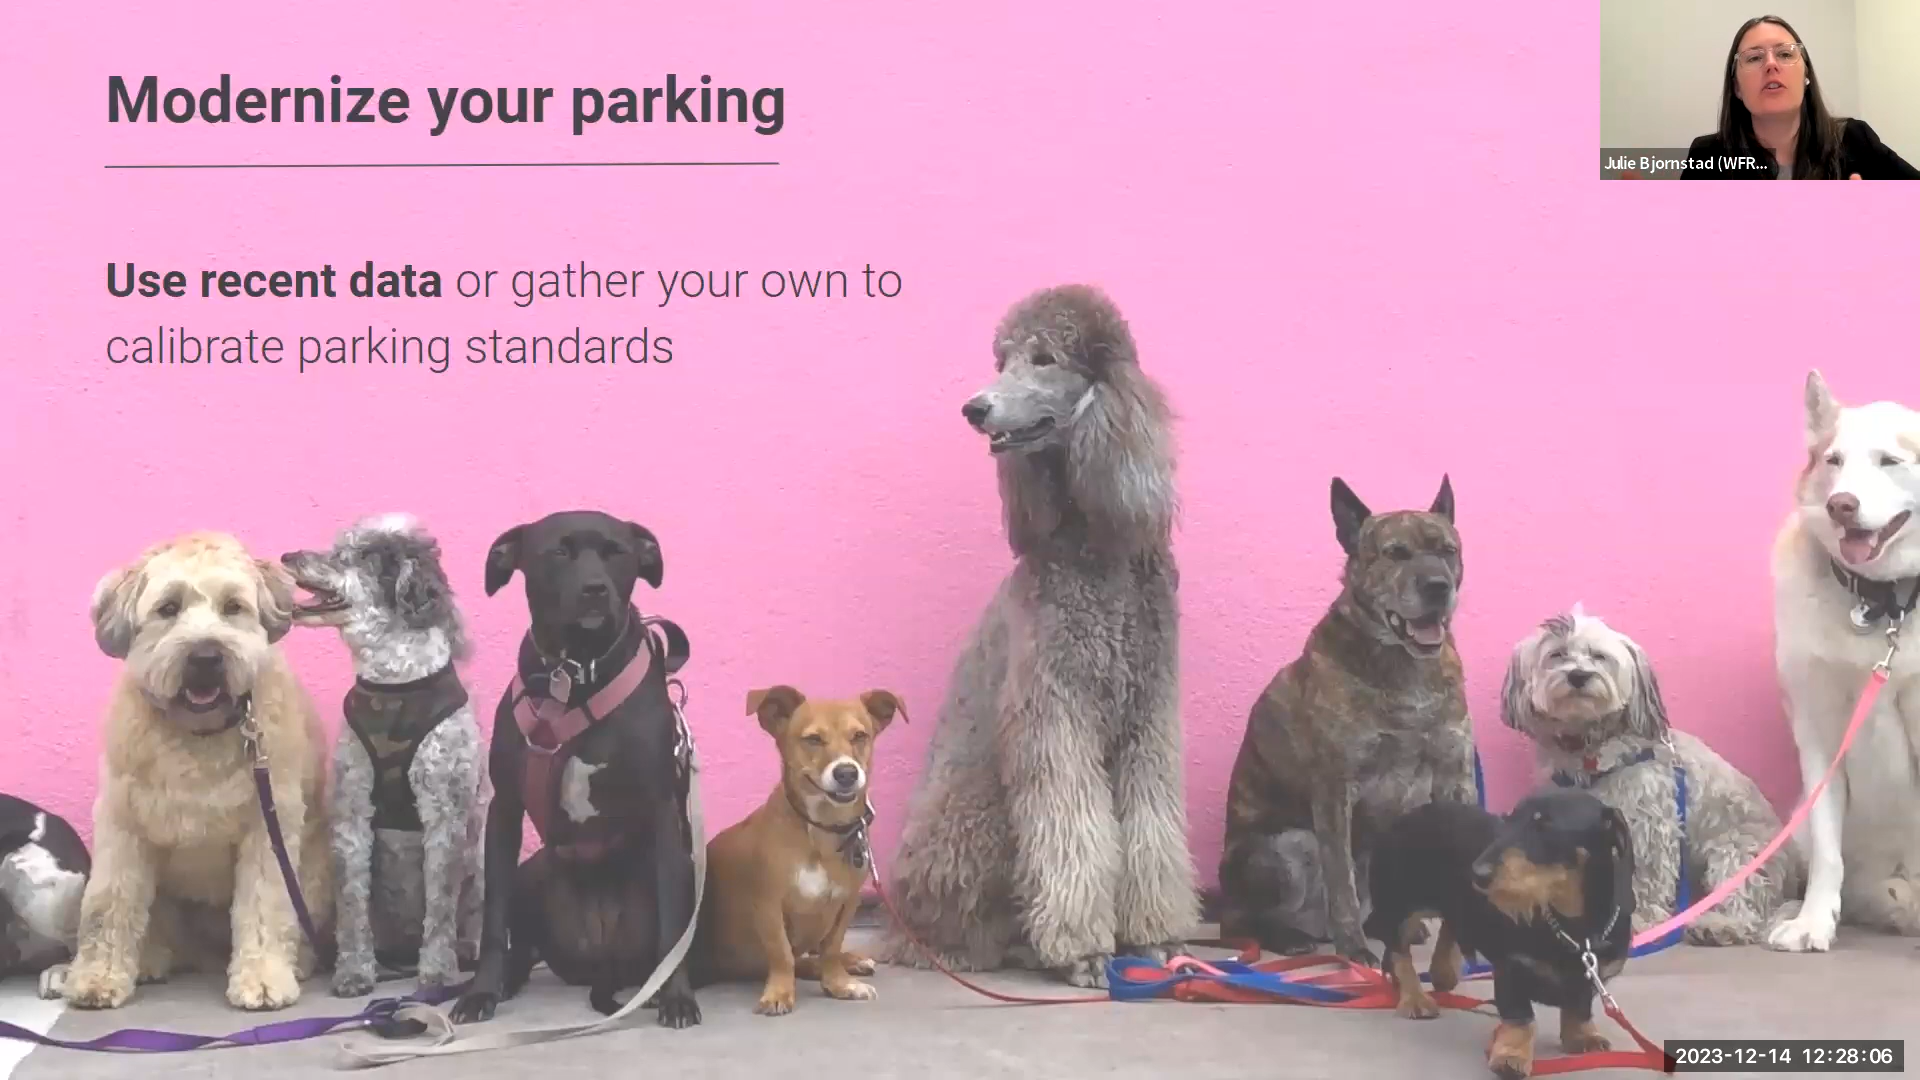 Modernize your parking
Julie Bjornstad (WFR...
Use recent data or gather your own to
calibrate parking standards
2023-12-14 12:28:06